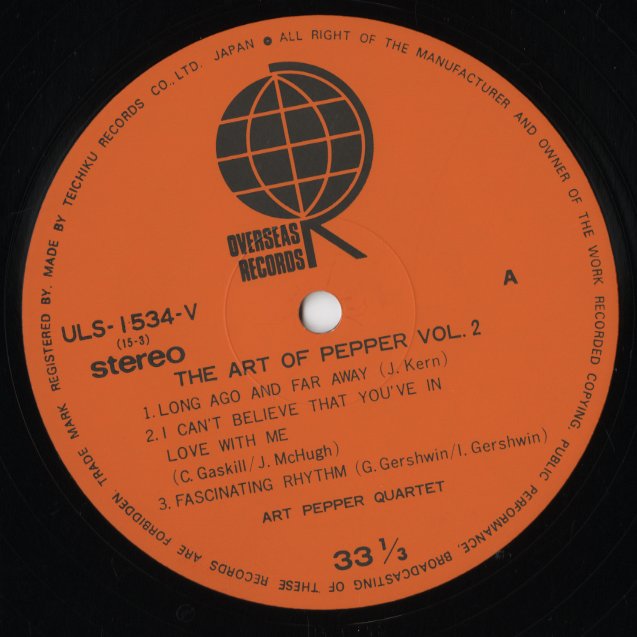 TRADE MARK REGISTERED BY. MADE BY TEICHIKU RECORDS CO., LTD. JAPAN ● ALL RIGHT OF THE MANUFACTURER AND OWNER OF THE WORK RECORDED COPYING, PUBLIC PERFORMANCE, BROADCASTING OF THESE RECORDS ARE FORBIDDEN
OVERSEAS
RECORDS
A
ULS-1534-V
(15-3)
stereo
THE ART OF PEPPER VOL. 2
1. LONG AGO AND FAR AWAY (J. Kern)
2. I CAN'T BELIEVE THAT YOU'VE IN
LOVE WITH ME
(C. Gaskill/J. McHugh)
3. FASCINATING RHYTHM (G. Gershwin/I. Gershwin)
ART PEPPER QUARTET
33 1/3